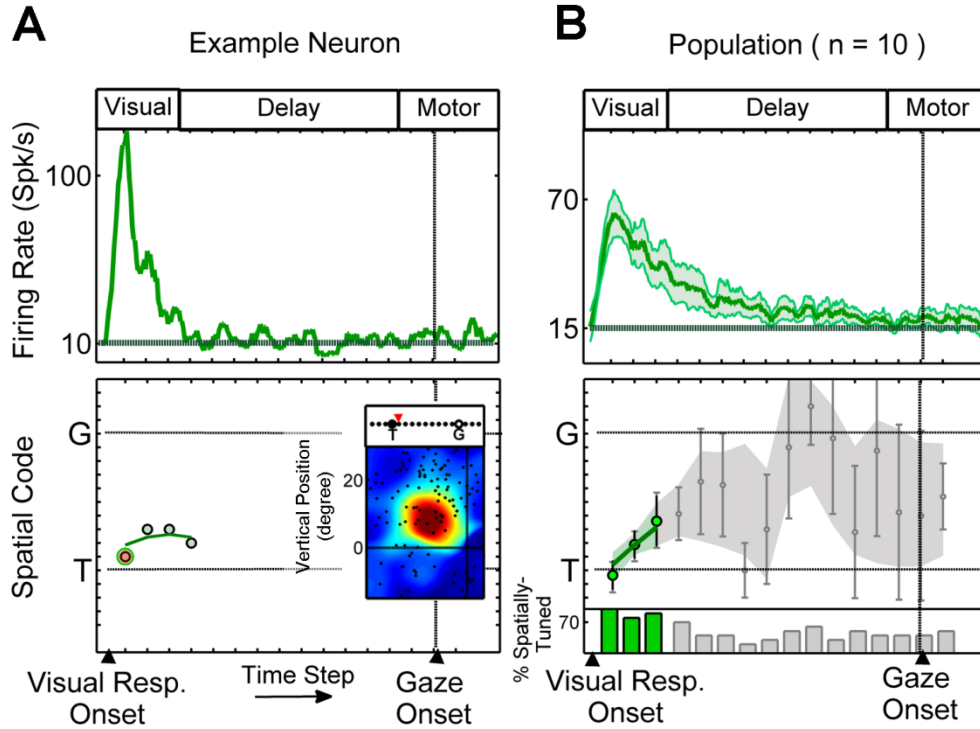 A
Example Neuron
Visual
Delay
Motor
Firing Rate (Spk/s)
100
10
Spatial Code
G
T
T
G
Vertical Position
(degree)
20
0
Visual Resp.
Onset
Time Step
Gaze
Onset
B
Population ( n = 10 )
Visual
Delay
Motor
70
15
G
T
% Spatially-
Tuned
70
Visual Resp.
Onset
Gaze
Onset